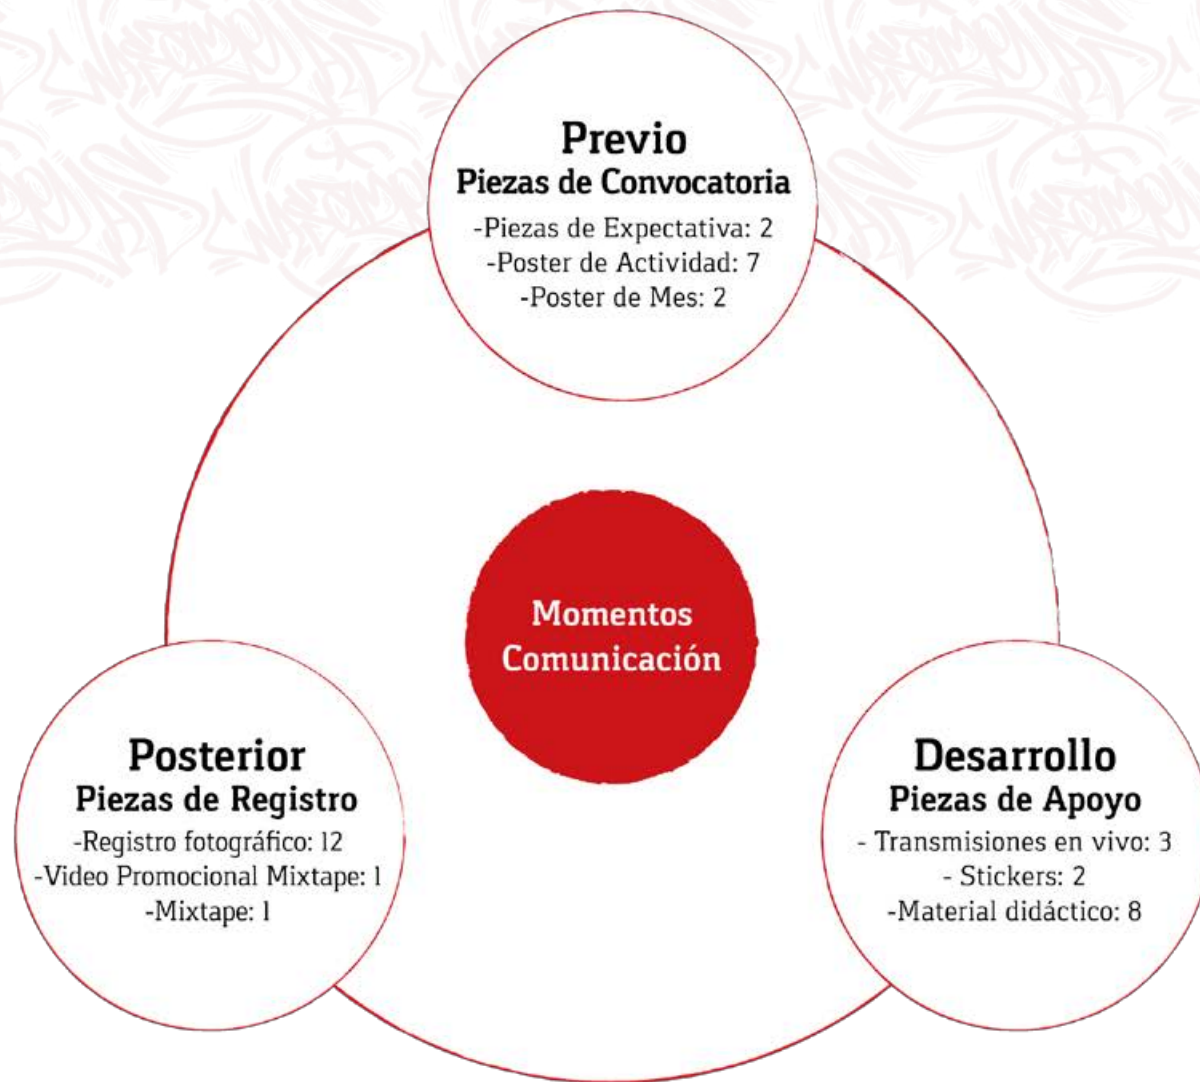 Previo
Piezas de Convocatoria
-Piezas de Expectativa: 2
-Poster de Actividad: 7
-Poster de Mes: 2
Momentos
Comunicación
Posterior
Piezas de Registro
-Registro fotográfico: 12
-Video Promocional Mixtape: 1
-Mixtape: 1
Desarrollo
Piezas de Apoyo
- Transmisiones en vivo: 3
- Stickers: 2
-Material didáctico: 8